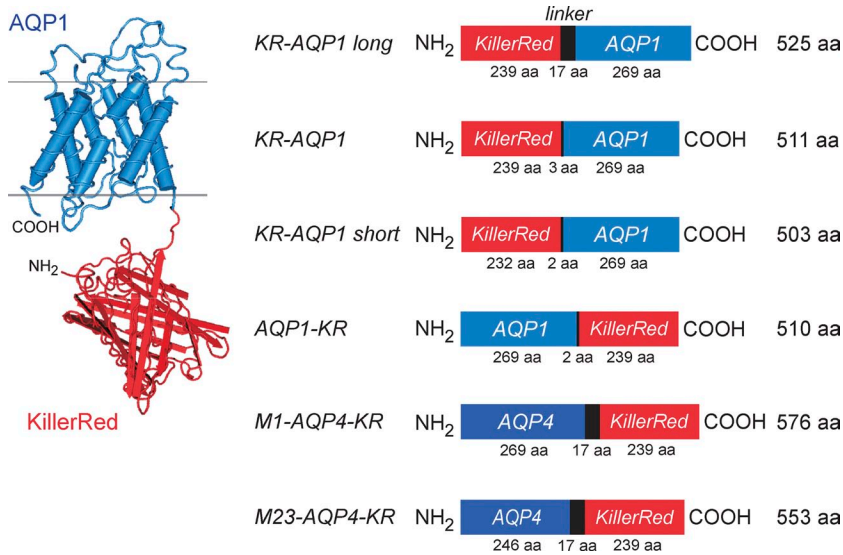 AQP1
COOH
NH2
KillerRed
linker
KR-AQP1 long NH2 KillerRed AQP1 COOH 525 aa
239 aa 17 aa 269 aa
KR-AQP1 NH2 KillerRed AQP1 COOH 511 aa
239 aa 3 aa 269 aa
KR-AQP1 short NH2 KillerRed AQP1 COOH 503 aa
232 aa 2 aa 269 aa
AQP1-KR NH2 AQP1 KillerRed COOH 510 aa
269 aa 2 aa 239 aa
M1-AQP4-KR NH2 AQP4 KillerRed COOH 576 aa
269 aa 17 aa 239 aa
M23-AQP4-KR NH2 AQP4 KillerRed COOH 553 aa
246 aa 17 aa 239 aa